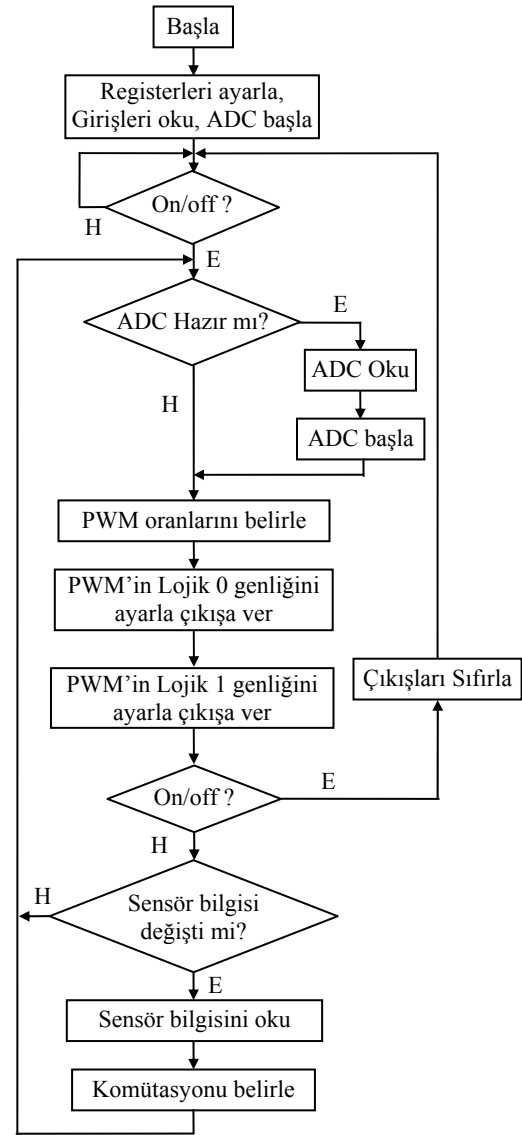 Başla
Registerleri ayarla,
Girişleri oku, ADC başla
On/off ?
H
E
ADC Hazır mı?
E
ADC Oku
H
ADC başla
PWM oranlarını belirle
PWM’in Lojik 0 genliğini
ayarla çıkışa ver
PWM’in Lojik 1 genliğini
ayarla çıkışa ver
Çıkışları Sıfırla
On/off ?
E
H
H
Sensör bilgisi
değişti mi?
E
Sensör bilgisini oku
Komütasyonu belirle